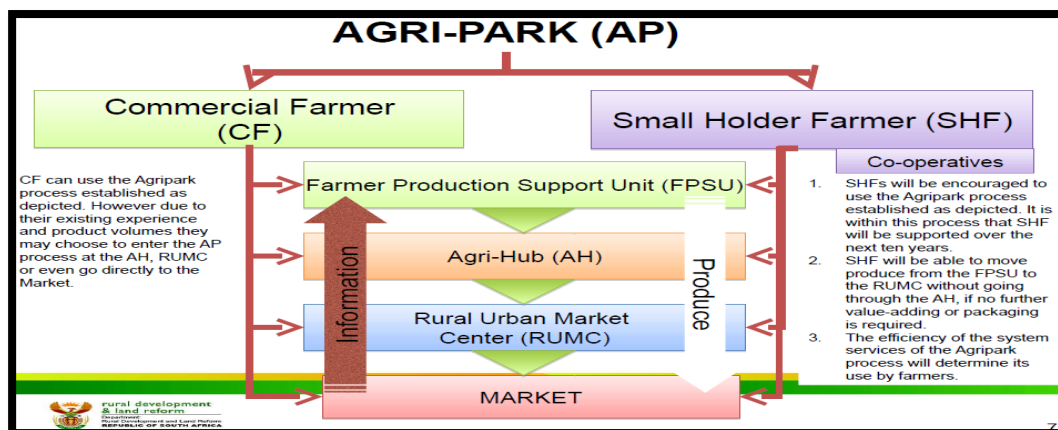 AGRI-PARK (AP)
Commercial Farmer
(CF)
Small Holder Farmer (SHF)
CF can use the Agripark
process established as
depicted. However due to
their existing experience
and product volumes they
may choose to enter the AP
process at the AH, RUMC
or even go directly to the
Market.
Farmer Production Support Unit (FPSU)
Agri-Hub (AH)
Rural Urban Market
Center (RUMC)
MARKET
Information
Produce
Co-operatives
1. SHFs will be encouraged to
use the Agripark process
established as depicted. It is
within this process that SHF
will be supported over the
next ten years.
2. SHF will be able to move
produce from the FPSU to
the RUMC without going
through the AH, if no further
value-adding or packaging
is required.
3. The efficiency of the system
services of the Agripark
process will determine its
use by farmers.
rural development
& land reform
Department:
Rural Development and Land Reform
REPUBLIC OF SOUTH AFRICA
7